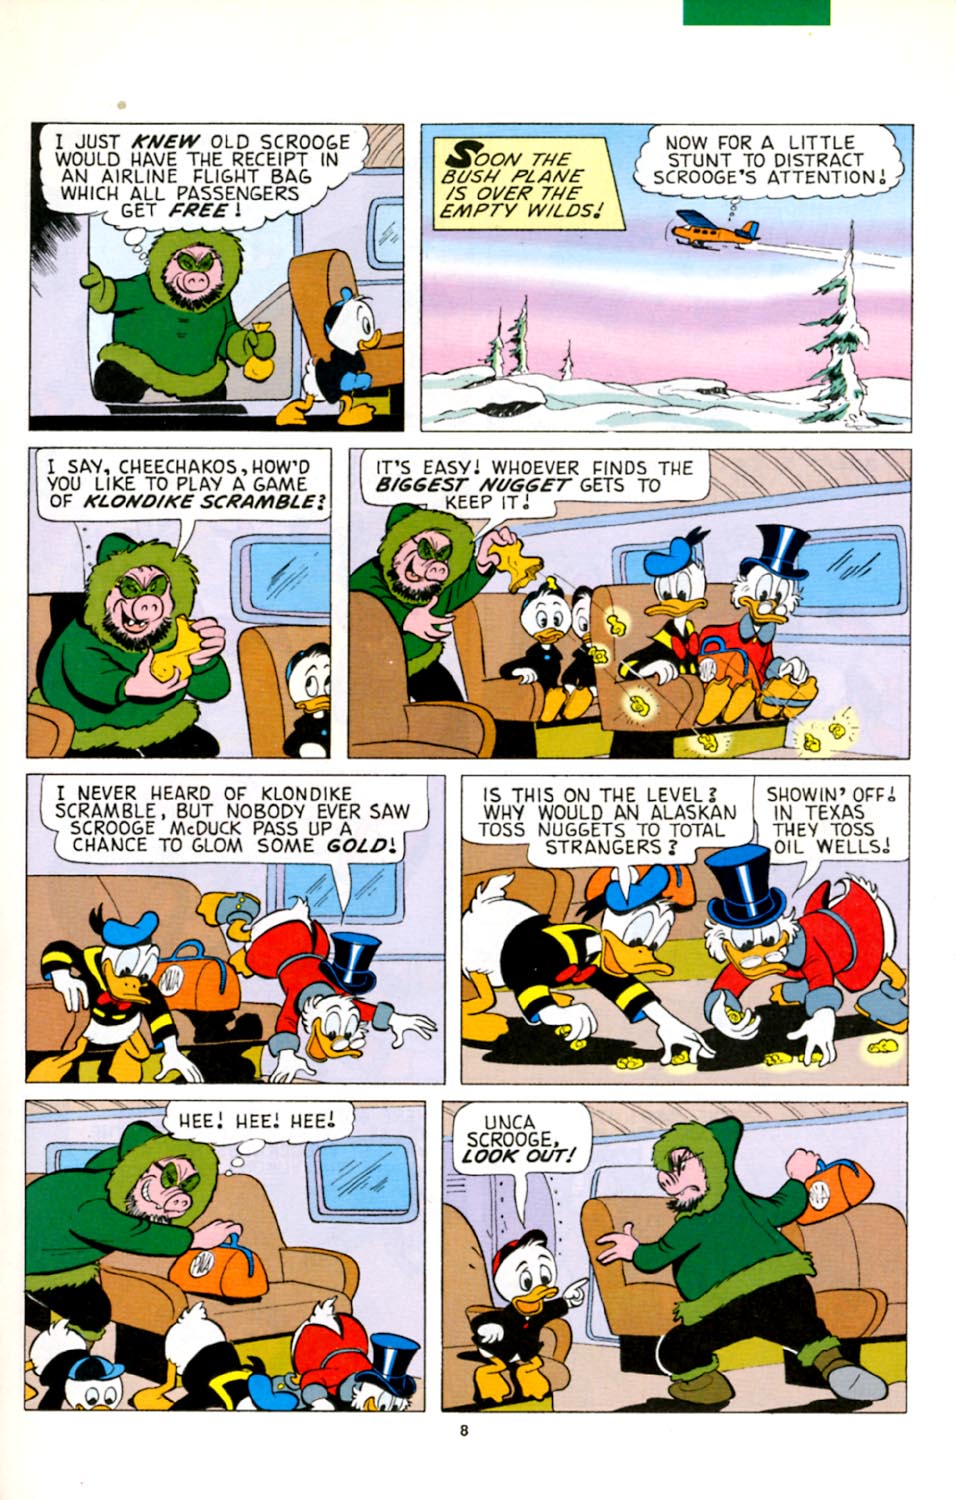 I JUST KNEW OLD SCROOGE
WOULD HAVE THE RECEIPT IN
AN AIRLINE FLIGHT BAG
WHICH ALL PASSENGERS
GET FREE!
SOON THE
BUSH PLANE
IS OVER THE
EMPTY WILDS!
NOW FOR A LITTLE
STUNT TO DISTRACT
SCROOGE'S ATTENTION!
I SAY, CHEECHAKOS, HOW'D
YOU LIKE TO PLAY A GAME
OF KLONDIKE SCRAMBLE?
IT'S EASY! WHOEVER FINDS THE
BIGGEST NUGGET GETS TO
KEEP IT!
PWA
I NEVER HEARD OF KLONDIKE
SCRAMBLE, BUT NOBODY EVER SAW
SCROOGE McDUCK PASS UP A
CHANCE TO GLOM SOME GOLD!
PWA
IS THIS ON THE LEVEL?
WHY WOULD AN ALASKAN
TOSS NUGGETS TO TOTAL
STRANGERS?
SHOWIN' OFF!
IN TEXAS
THEY TOSS
OIL WELLS!
HEE! HEE! HEE!
PWA
UNCA
SCROOGE,
LOOK OUT!
PWA
8